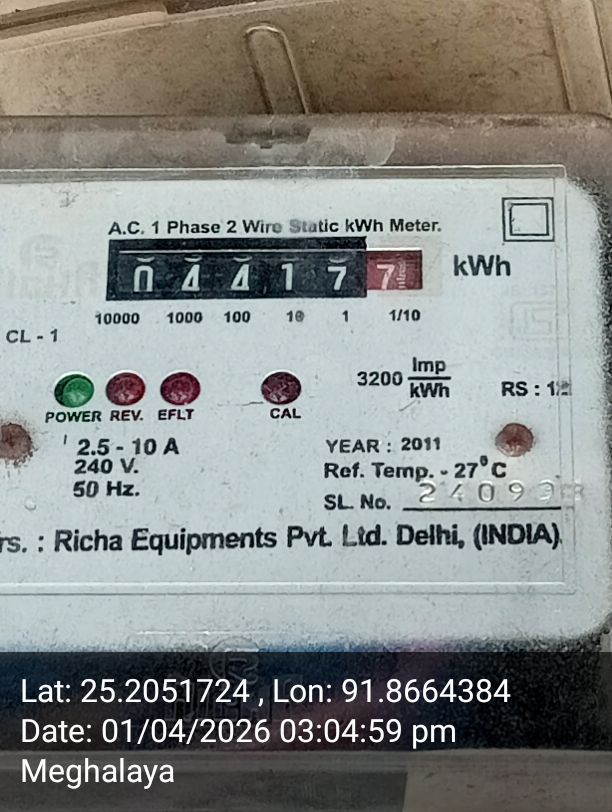 A.C. 1 Phase 2 Wire Static kWh Meter.
0 4 4 1 7 7 kWh
10000 1000 100 10 1 1/10
CL - 1
3200 Imp
kWh
RS : 12
POWER REV. EFLT CAL
2.5 - 10 A
240 V.
50 Hz.
YEAR : 2011
Ref. Temp. - 27°C
SL. No.
rs. : Richa Equipments Pvt. Ltd. Delhi, (INDIA)
Lat: 25.2051724 , Lon: 91.8664384
Date: 01/04/2026 03:04:59 pm
Meghalaya